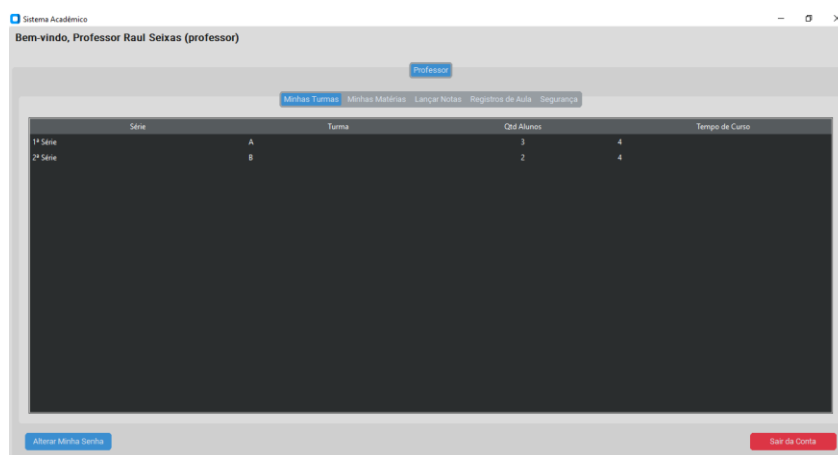 Sistema Acadêmico
Bem-vindo, Professor Raul Seixas (professor)
Professor
Minhas Turmas Minhas Matérias Lançar Notas Registros de Aula Segurança
Série Turma Qtd Alunos Tempo de Curso
1ª Série A 3 4
2ª Série B 2 4
Alterar Minha Senha Sair da Conta